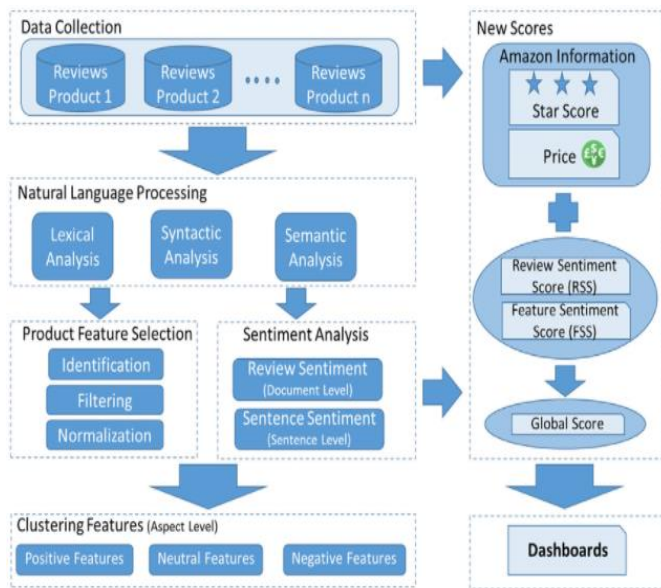 Data Collection
Reviews
Product 1
Reviews
Product 2
Reviews
Product n
Natural Language Processing
Lexical
Analysis
Syntactic
Analysis
Semantic
Analysis
Product Feature Selection
Identification
Filtering
Normalization
Sentiment Analysis
Review Sentiment
(Document Level)
Sentence Sentiment
(Sentence Level)
Clustering Features (Aspect Level)
Positive Features
Neutral Features
Negative Features
New Scores
Amazon Information
Star Score
Price
Review Sentiment
Score (RSS)
Feature Sentiment
Score (FSS)
Global Score
Dashboards